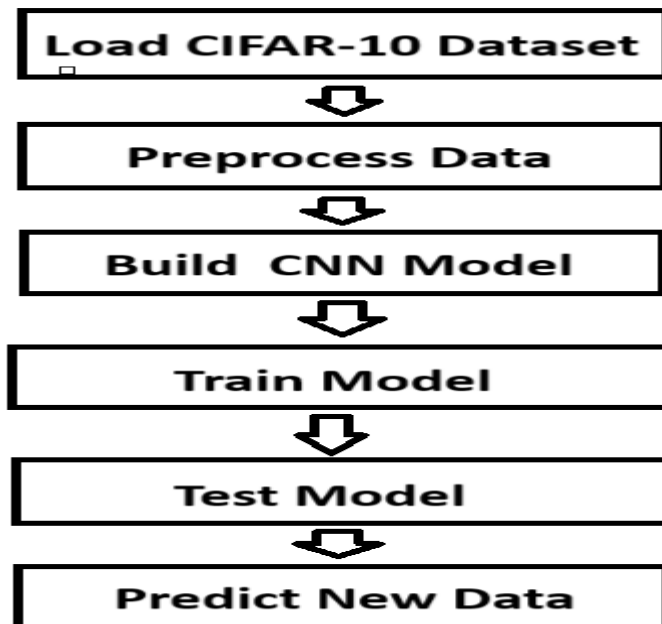 Load CIFAR-10 Dataset
Preprocess Data
Build CNN Model
Train Model
Test Model
Predict New Data